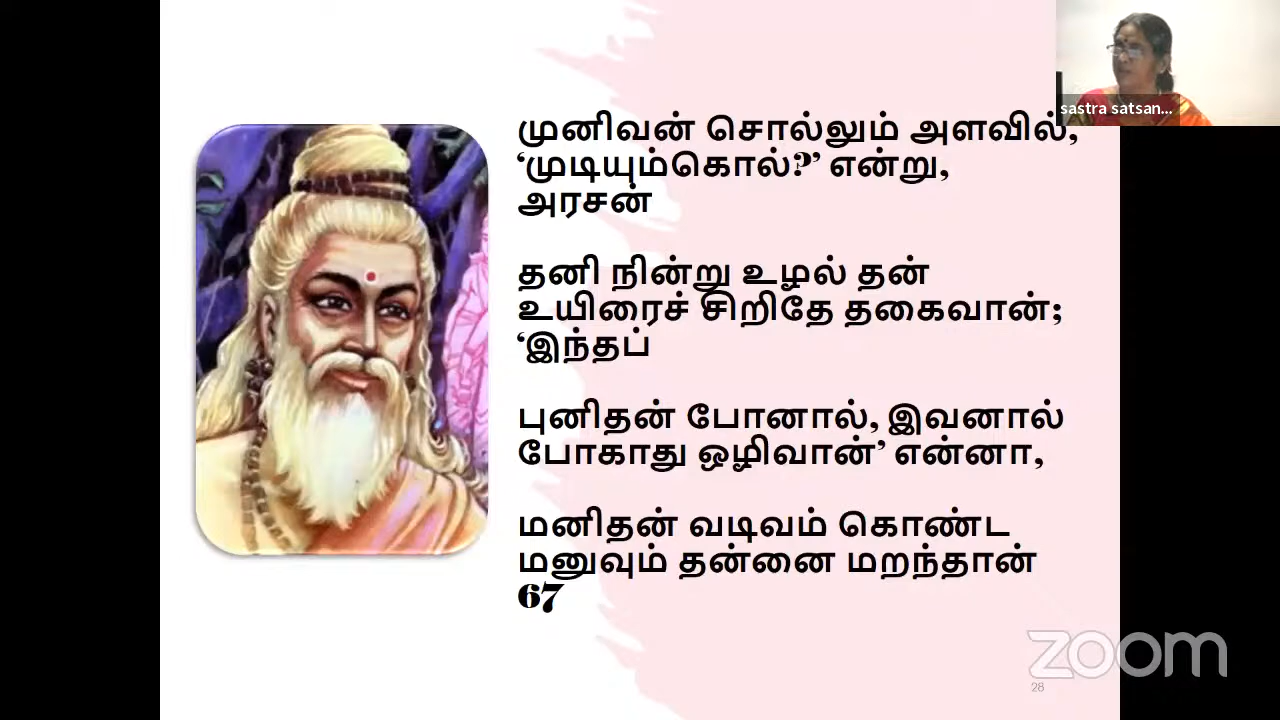 sastra satsan...
முனிவன் சொல்லும் அளவில்,
‘முடியும்கொல்?’ என்று,
அரசன்
தனி நின்று உழல் தன்
உயிரைச் சிறிதே தகைவான்;
‘இந்தப்
புனிதன் போனால், இவனால்
போகாது ஒழிவான்’ என்னா,
மனிதன் வடிவம் கொண்ட
மனுவும் தன்னை மறந்தான்
67
zoom
28